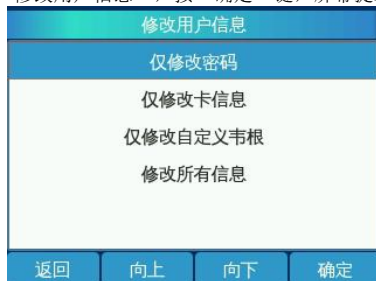 修改用户信息
仅修改密码
仅修改卡信息
仅修改自定义韦根
修改所有信息
返回 向上 向下 确定